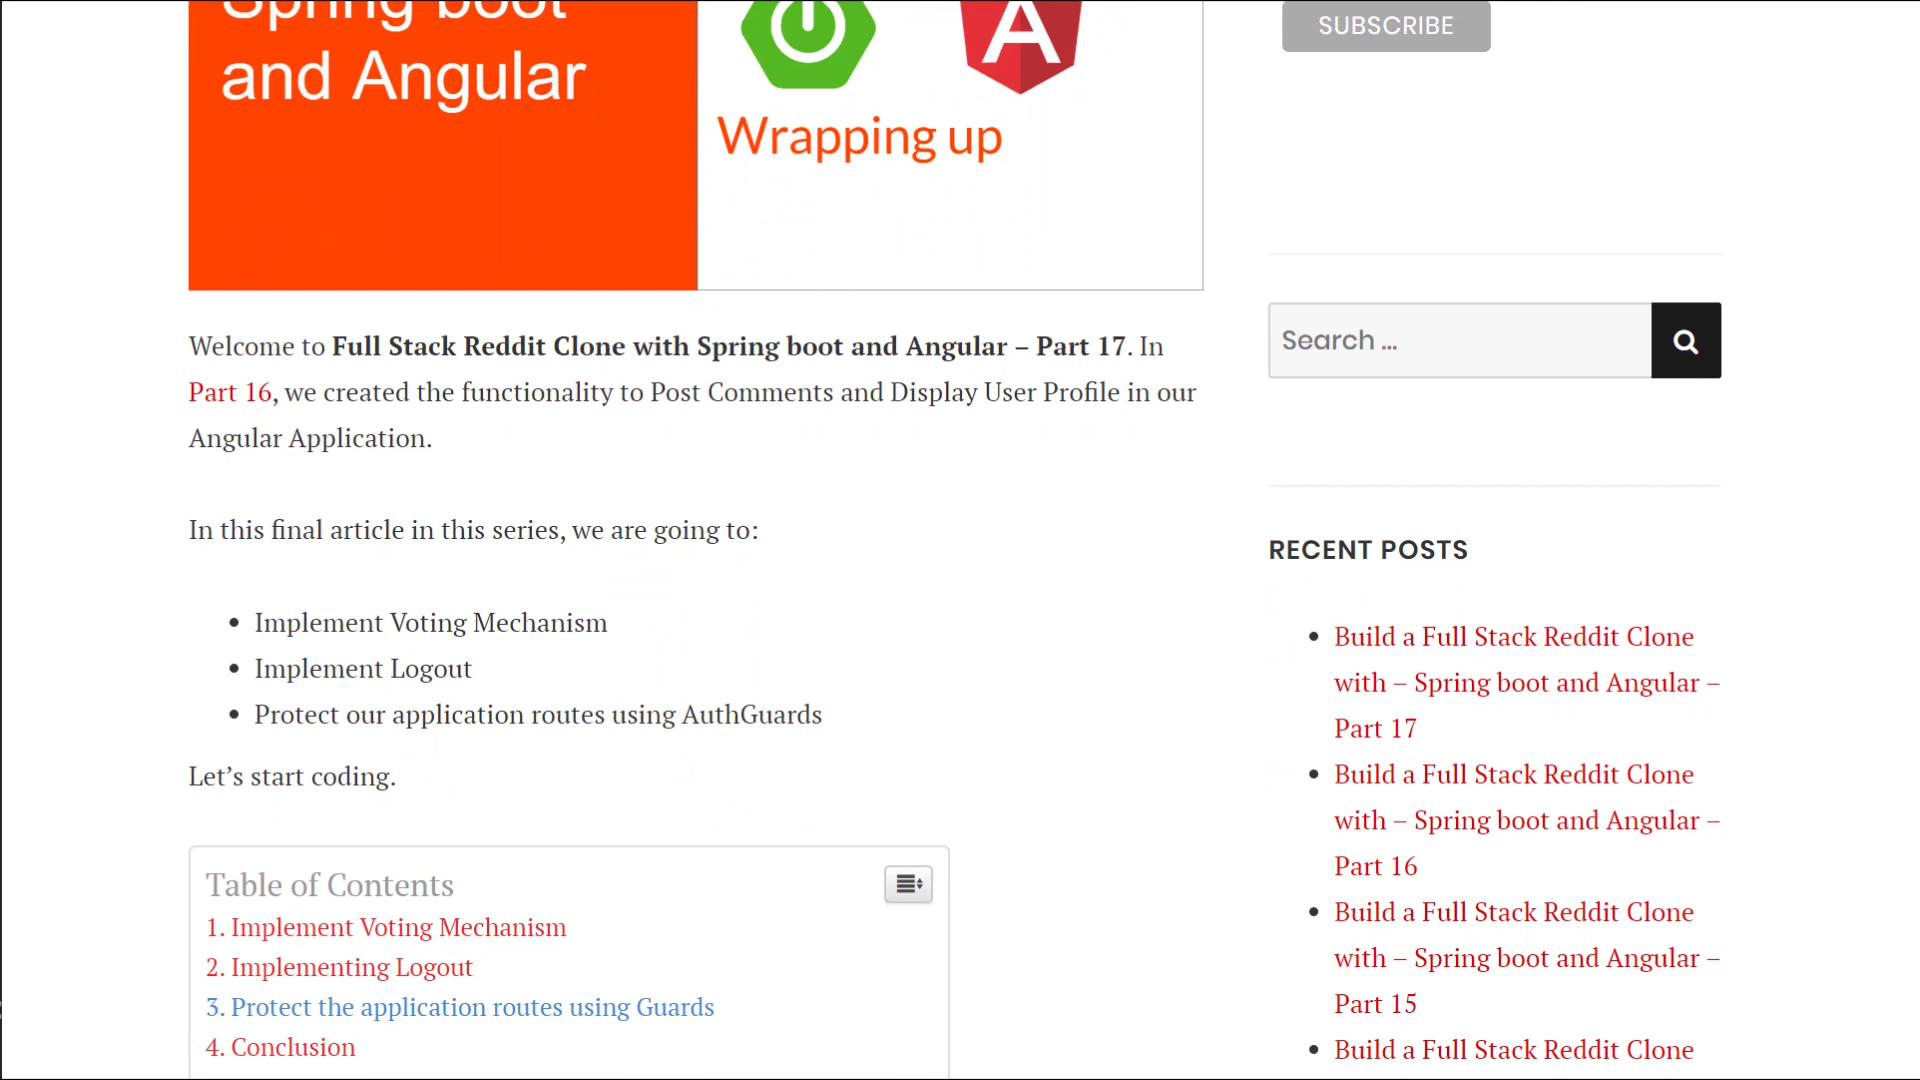 Spring boot
and Angular
Wrapping up
Welcome to Full Stack Reddit Clone with Spring boot and Angular – Part 17. In
Part 16, we created the functionality to Post Comments and Display User Profile in our
Angular Application.
In this final article in this series, we are going to:
• Implement Voting Mechanism
• Implement Logout
• Protect our application routes using AuthGuards
Let’s start coding.
Table of Contents
1. Implement Voting Mechanism
2. Implementing Logout
3. Protect the application routes using Guards
4. Conclusion
SUBSCRIBE
Search ...
RECENT POSTS
• Build a Full Stack Reddit Clone
with – Spring boot and Angular –
Part 17
• Build a Full Stack Reddit Clone
with – Spring boot and Angular –
Part 16
• Build a Full Stack Reddit Clone
with – Spring boot and Angular –
Part 15
• Build a Full Stack Reddit Clone